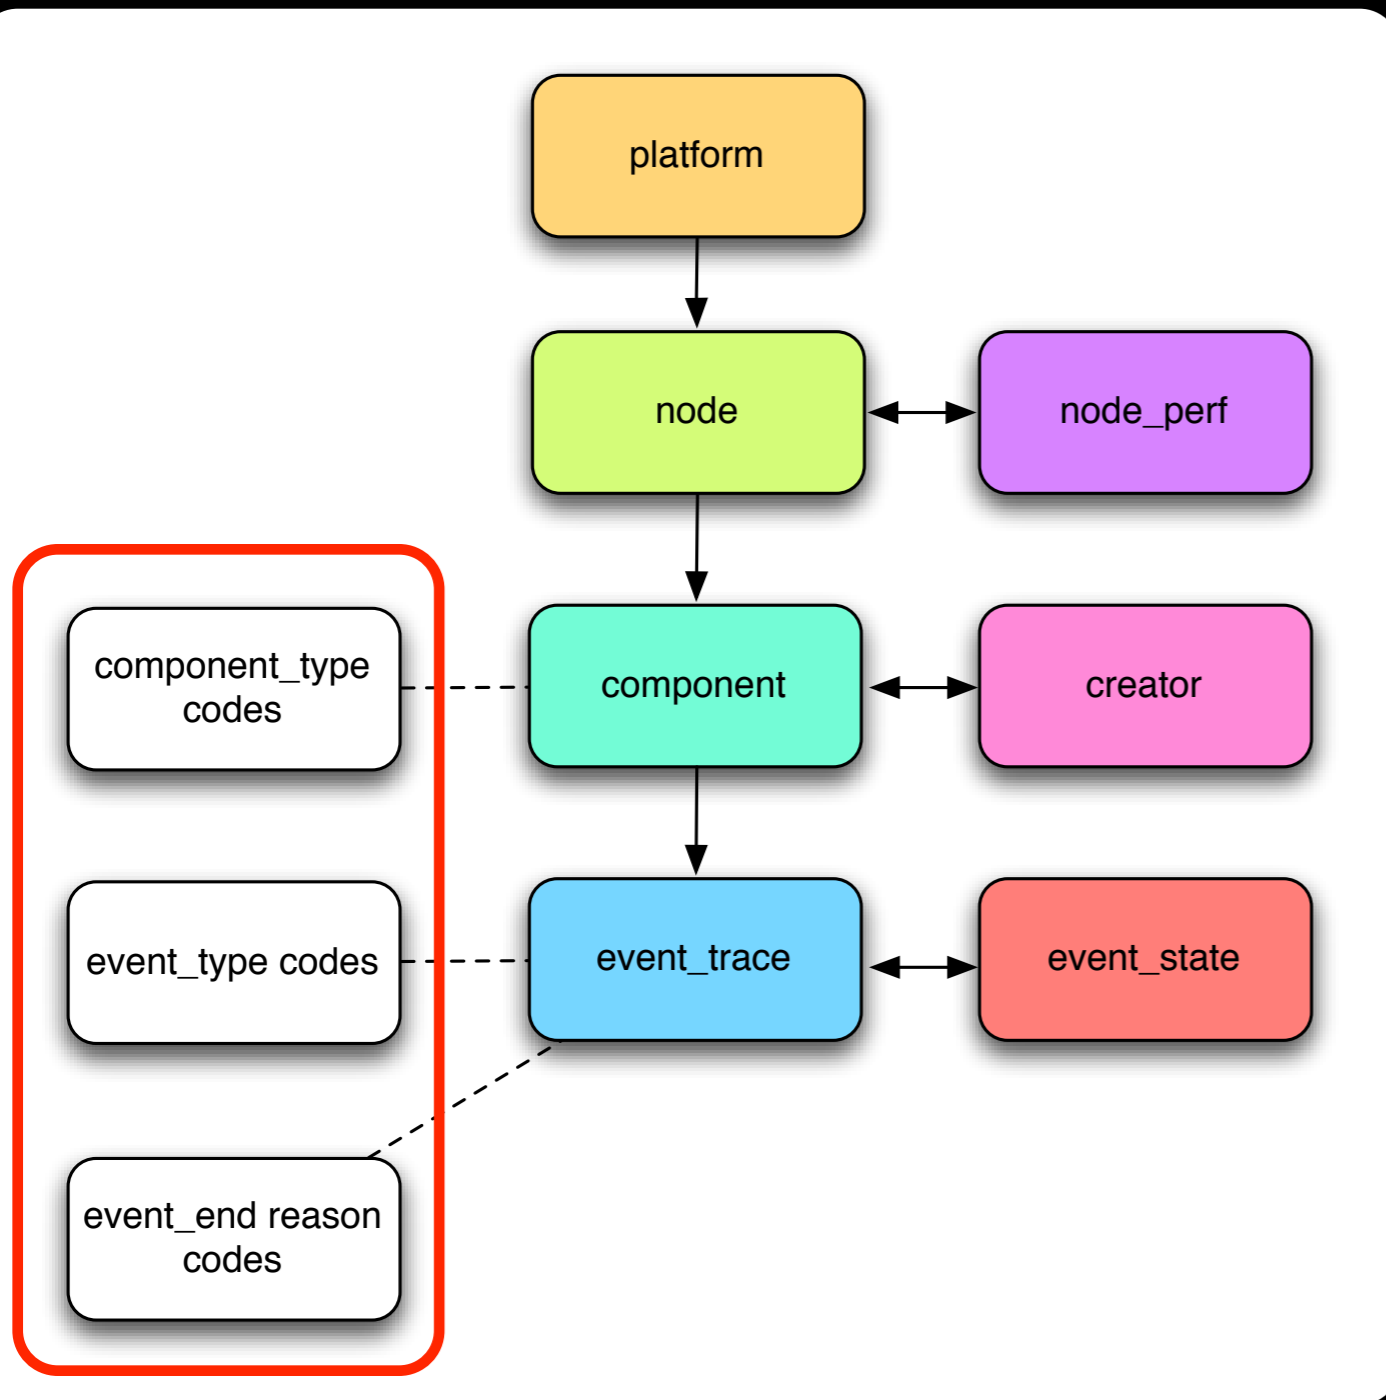 platform
node
node_perf
component_type
codes
component
creator
event_type codes
event_trace
event_state
event_end reason
codes